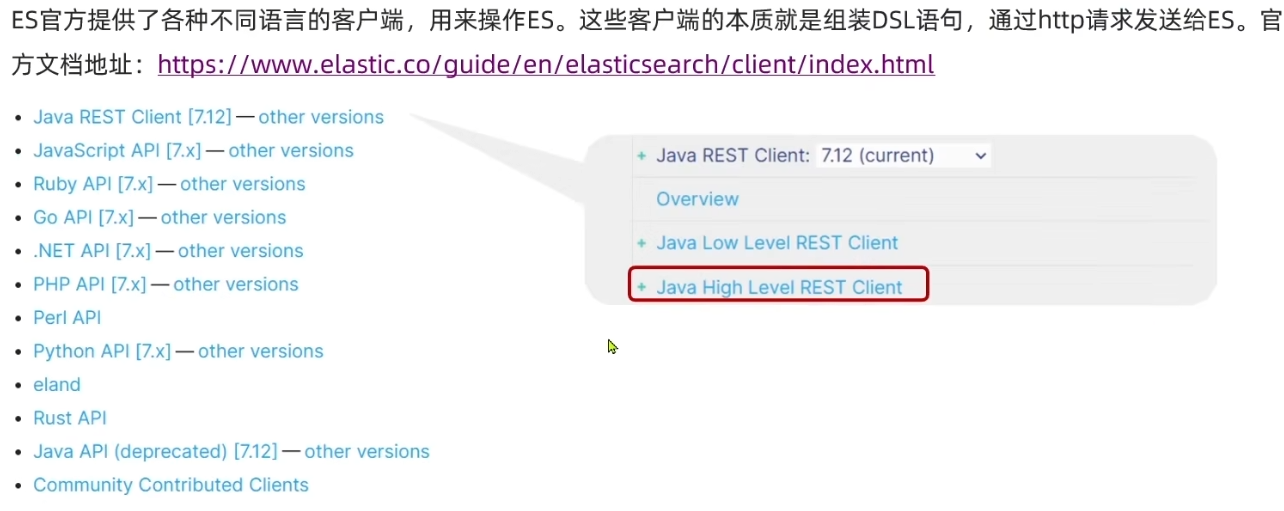 ES官方提供了各种不同语言的客户端，用来操作ES。这些客户端的本质就是组装DSL语句，通过http请求发送给ES。官
方文档地址：https://www.elastic.co/guide/en/elasticsearch/client/index.html
• Java REST Client [7.12] — other versions
• JavaScript API [7.x] — other versions
• Ruby API [7.x] — other versions
• Go API [7.x] — other versions
• .NET API [7.x] — other versions
• PHP API [7.x] — other versions
• Perl API
• Python API [7.x] — other versions
• eland
• Rust API
• Java API (deprecated) [7.12] — other versions
• Community Contributed Clients
+ Java REST Client: 7.12 (current)
Overview
+ Java Low Level REST Client
+ Java High Level REST Client